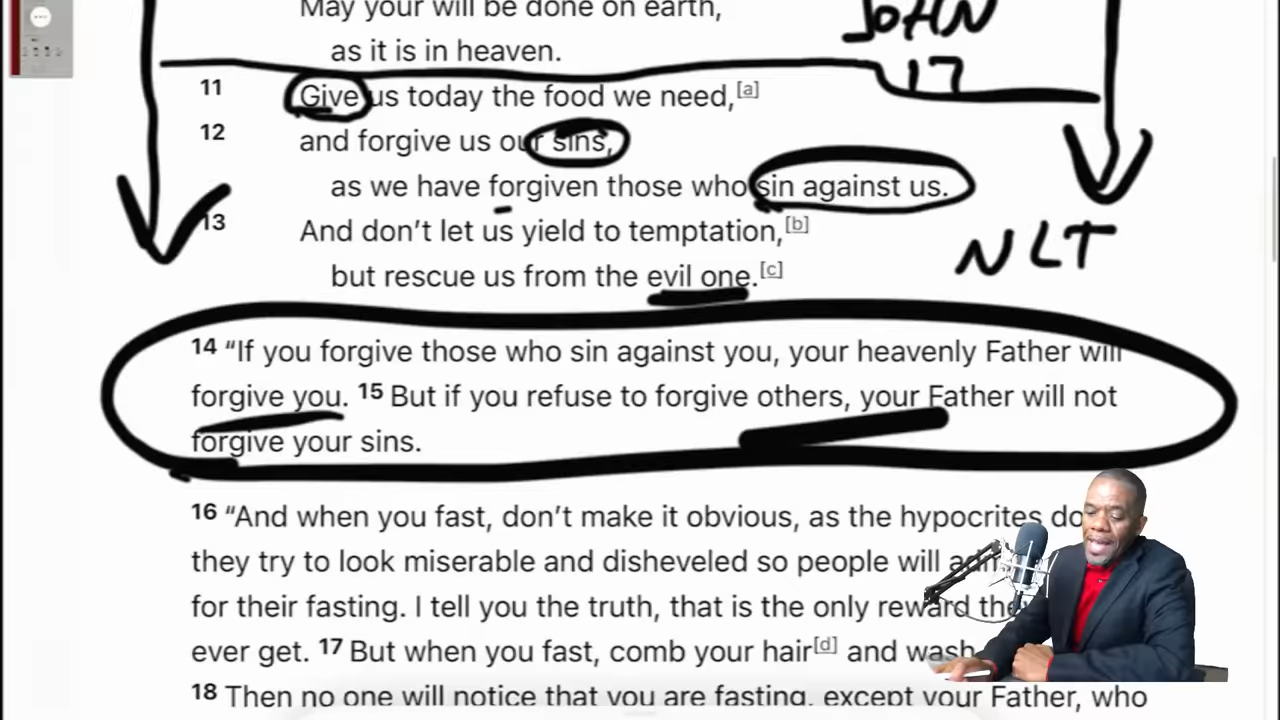 May your will be done on earth,
JOHN
as it is in heaven.
17
11 Give us today the food we need,[a]
12 and forgive us our sins,
as we have forgiven those who sin against us.
13 And don’t let us yield to temptation,[b]
NLT
but rescue us from the evil one.[c]
14 “If you forgive those who sin against you, your heavenly Father will
forgive you. 15 But if you refuse to forgive others, your Father will not
forgive your sins.
16 “And when you fast, don’t make it obvious, as the hypocrites do
they try to look miserable and disheveled so people will
for their fasting. I tell you the truth, that is the only reward
ever get. 17 But when you fast, comb your hair[d] and wash
18 Then no one will notice that you are fasting, except your Father, who